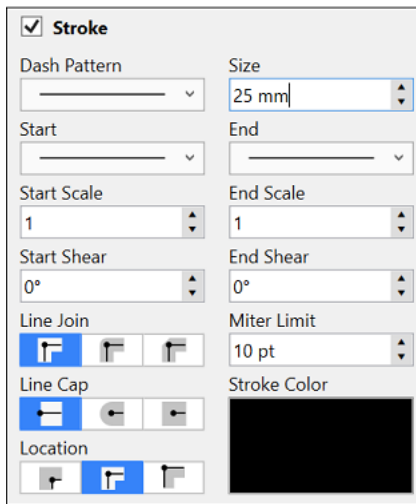 Stroke
Dash Pattern Size
25 mm
Start End
Start Scale End Scale
1 1
Start Shear End Shear
0° 0°
Line Join Miter Limit
10 pt
Line Cap Stroke Color
Location